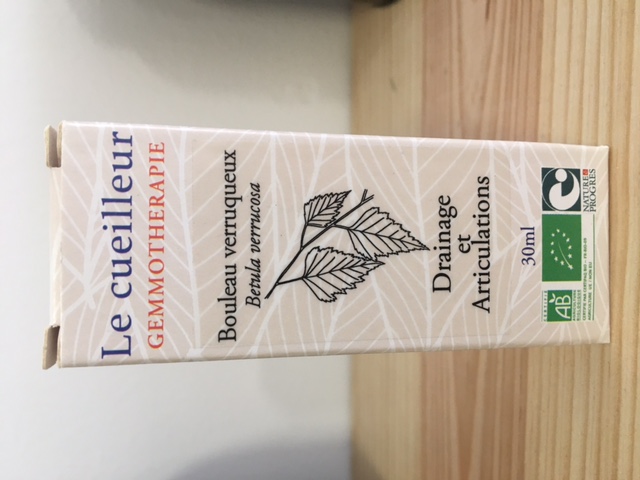 Le cueilleur
GEMMOTHERAPIE
Bouleau verruqueux
Betula verrucosa
Drainage
et
Articulations
30ml
AB
NATURE &
PROGRES